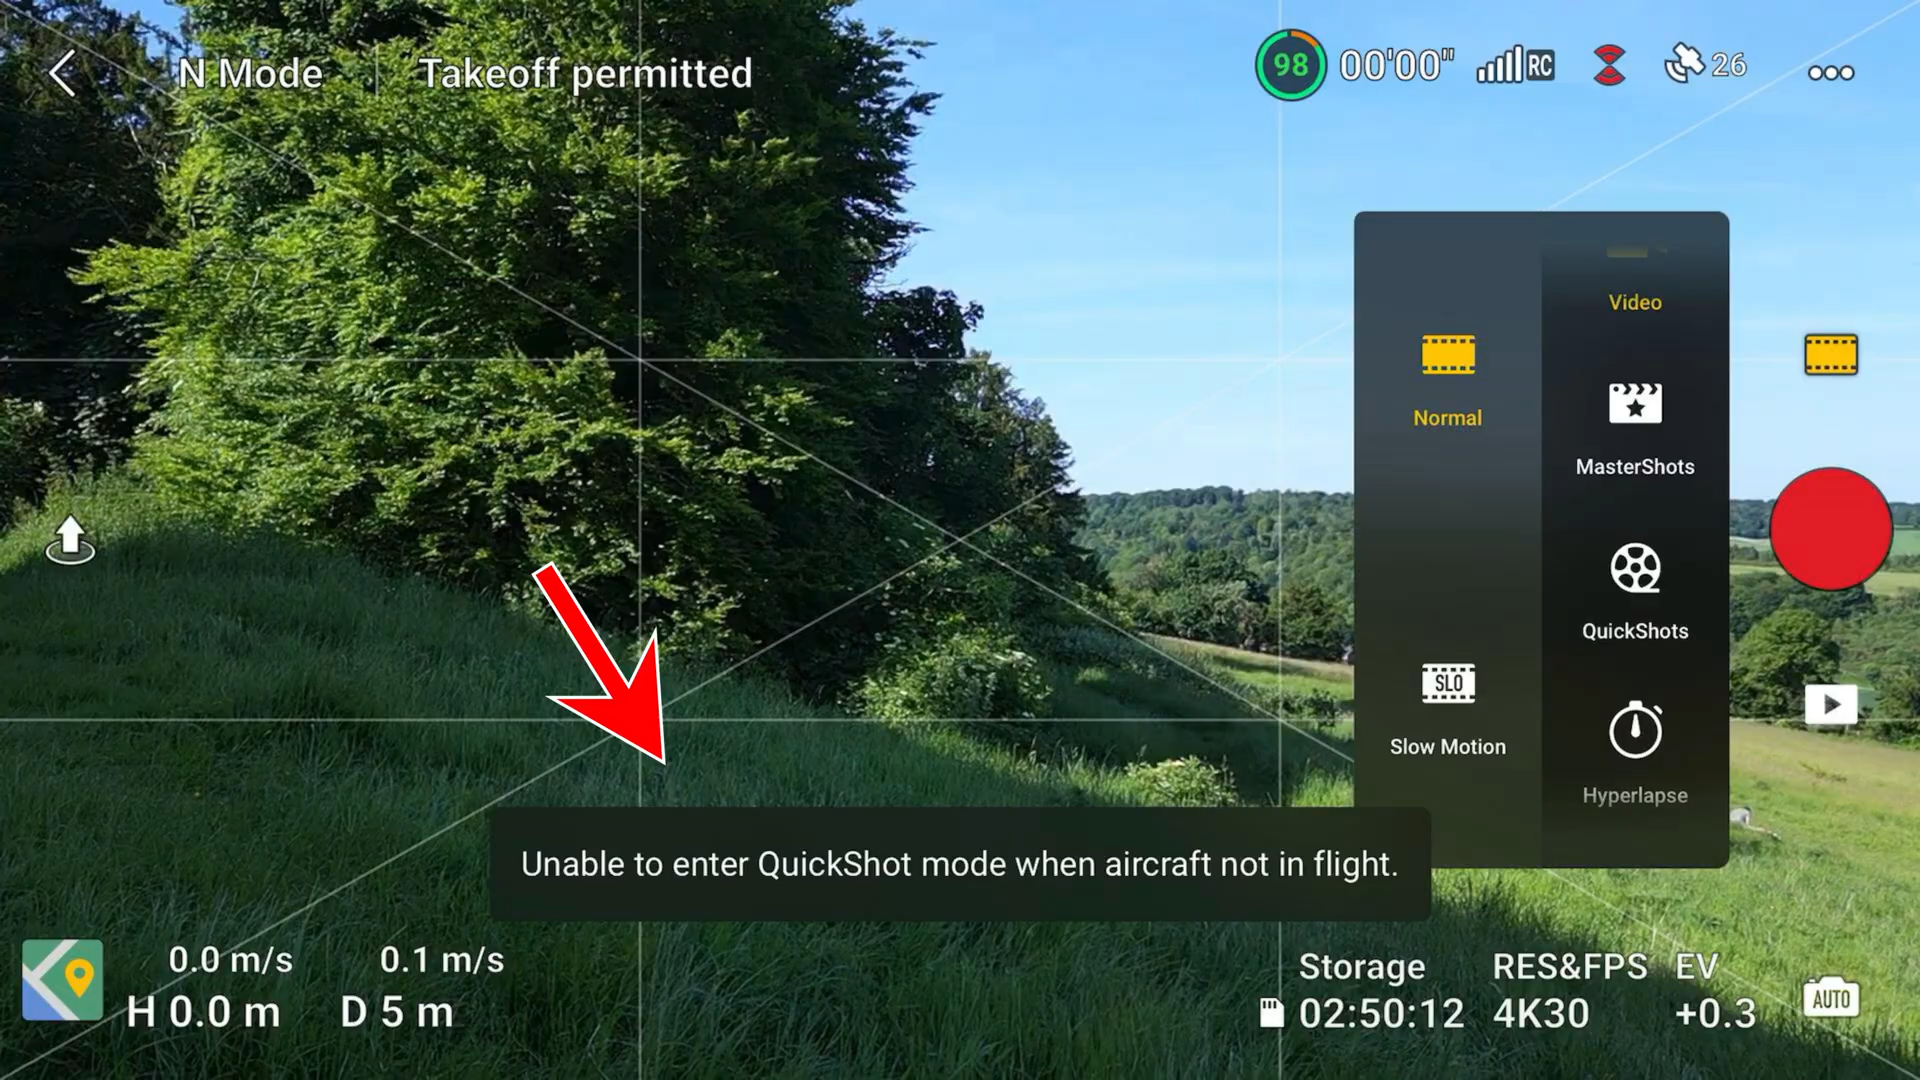 N Mode
Takeoff permitted
98
00'00"
RC
26
Video
Normal
MasterShots
QuickShots
SLO
Slow Motion
Hyperlapse
Unable to enter QuickShot mode when aircraft not in flight.
0.0 m/s 0.1 m/s
H 0.0 m D 5 m
Storage RES&FPS EV
02:50:12 4K30 +0.3
AUTO